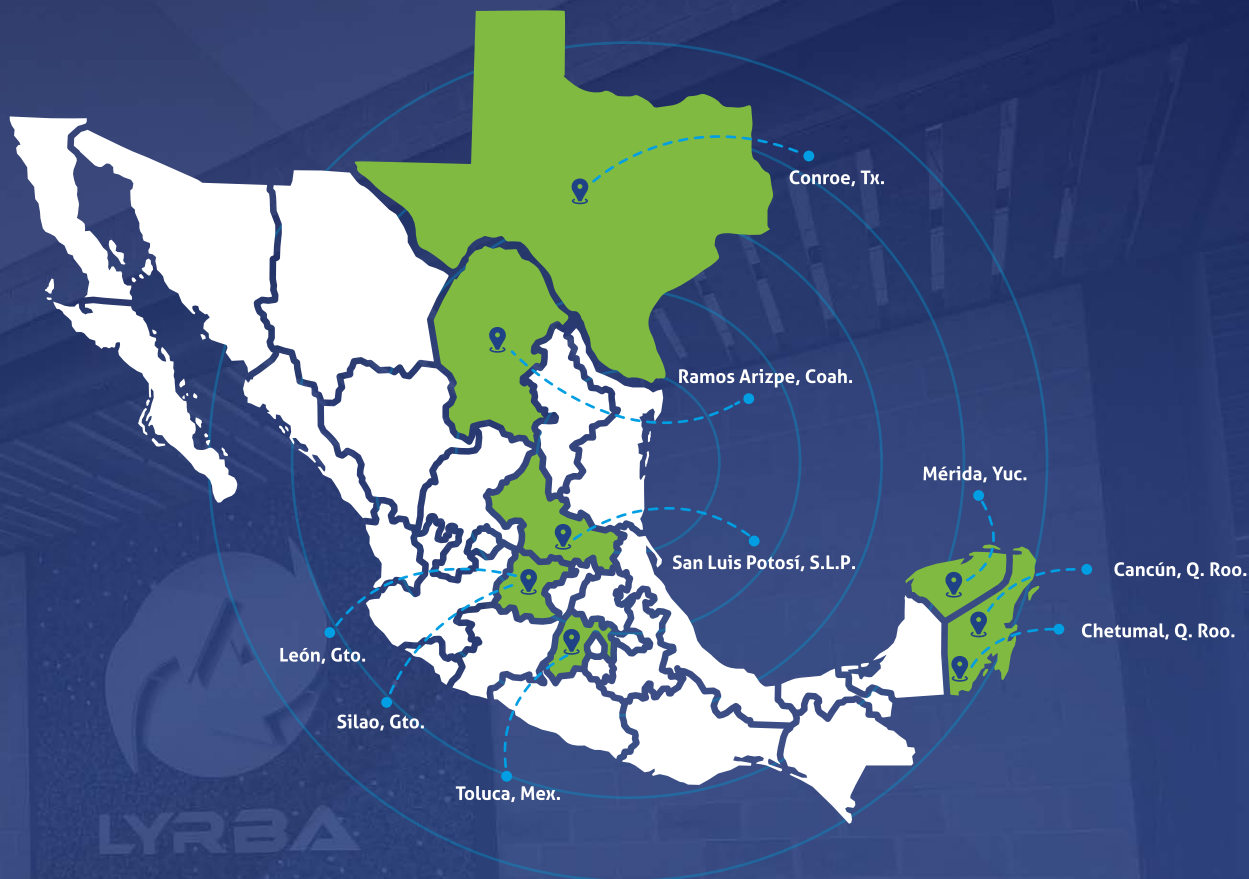 Conroe, Tx.
Ramos Arizpe, Coah.
Mérida, Yuc.
San Luis Potosí, S.L.P.
Cancún, Q. Roo.
Chetumal, Q. Roo.
León, Gto.
Silao, Gto.
Toluca, Mex.
LYRBA